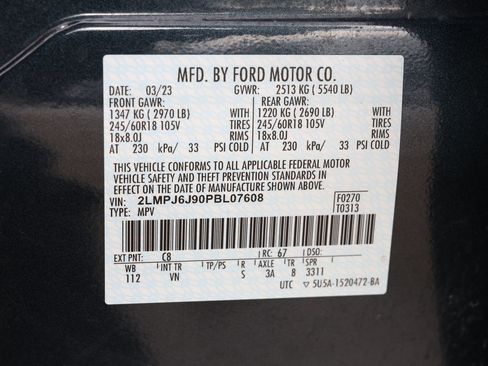 MFD. BY FORD MOTOR CO.
DATE: 03/23 GVWR: 2513 KG ( 5540 LB)
FRONT GAWR: REAR GAWR:
1347 KG ( 2970 LB) WITH 1220 KG ( 2690 LB) WITH
245/60R18 105V TIRES 245/60R18 105V TIRES
18x8.0J RIMS 18x8.0J RIMS
AT 230 kPa/ 33 PSI COLD AT 230 kPa/ 33 PSI COLD
THIS VEHICLE CONFORMS TO ALL APPLICABLE FEDERAL MOTOR
VEHICLE SAFETY AND THEFT PREVENTION STANDARDS IN
EFFECT ON THE DATE OF MANUFACTURE SHOWN ABOVE.
VIN: 2LMPJ6J90PBL07608 F0270
TYPE: MPV T0313
EXT PNT: C8 RC: 67 DSO:
WB INT TR TP/PS R AXLE TR SPR
112 VN S 3A 8 3311
UTC ▽ 5U5A-1520472-BA